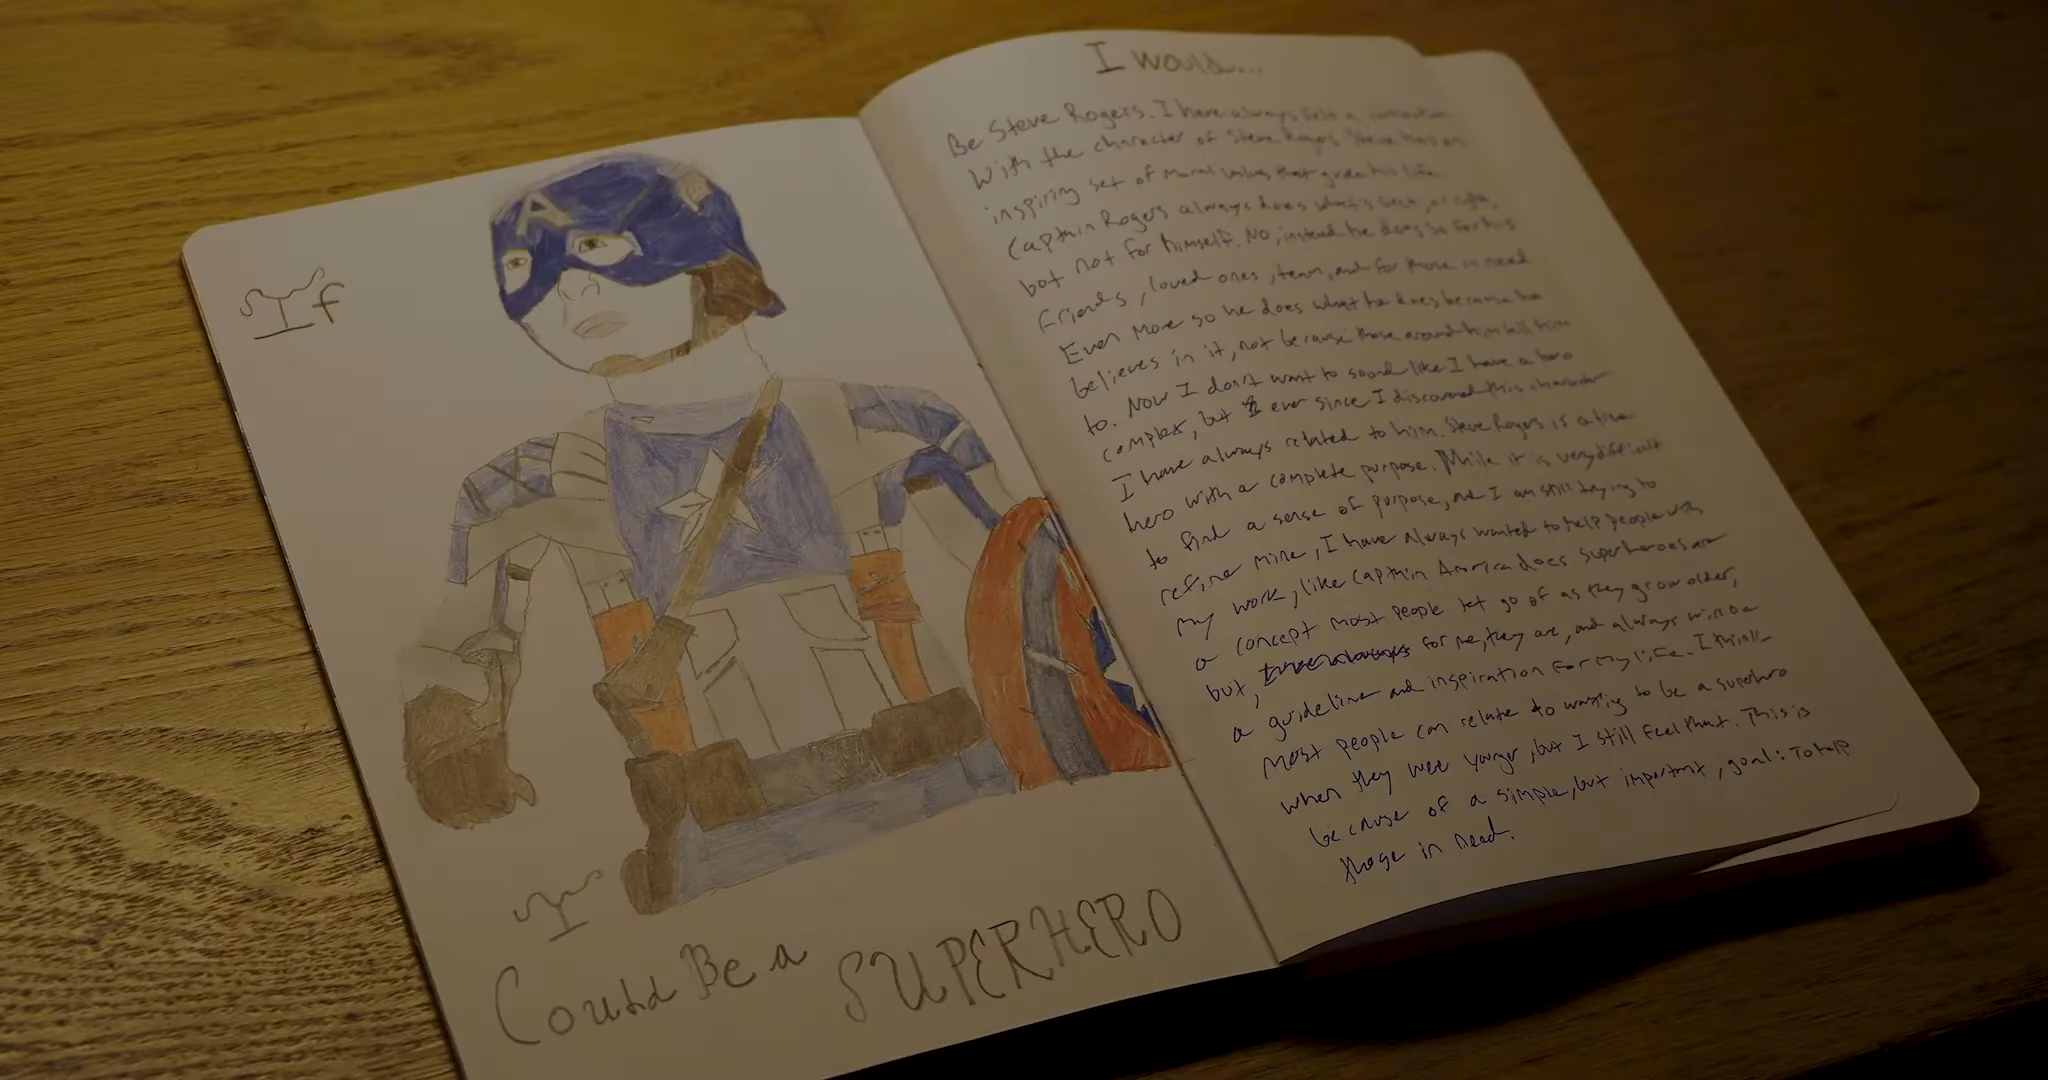 If
I
Could Be a SUPERHERO
A
I would...
Be Steve Rogers. I have always felt a connection
With the character of Steve Rogers. Steve has an
inspiring set of moral values that guide his life.
Captain Rogers always does what's best, or right,
but not for himself. No, instead he does so for his
friends, loved ones, team, and for those in need
Even more so he does what he does because he
believes in it, not because those around him tell him
to. Now I don't want to sound like I have a hero
complex, but ever since I discovered this character
I have always related to him. Steve Rogers is a true
hero with a complete purpose. While it is very difficult
to find a sense of purpose, and I am still trying to
refine mine, I have always wanted to help people with
my work, like Captain America does. Superheroes are
a concept most people let go of as they grow older,
but, for me, they are, and always will be
a guideline and inspiration for my life. I think
most people can relate to wanting to be a superhero
when they were younger, but I still feel that. This is
because of a simple, but important, goal: To help
those in need.